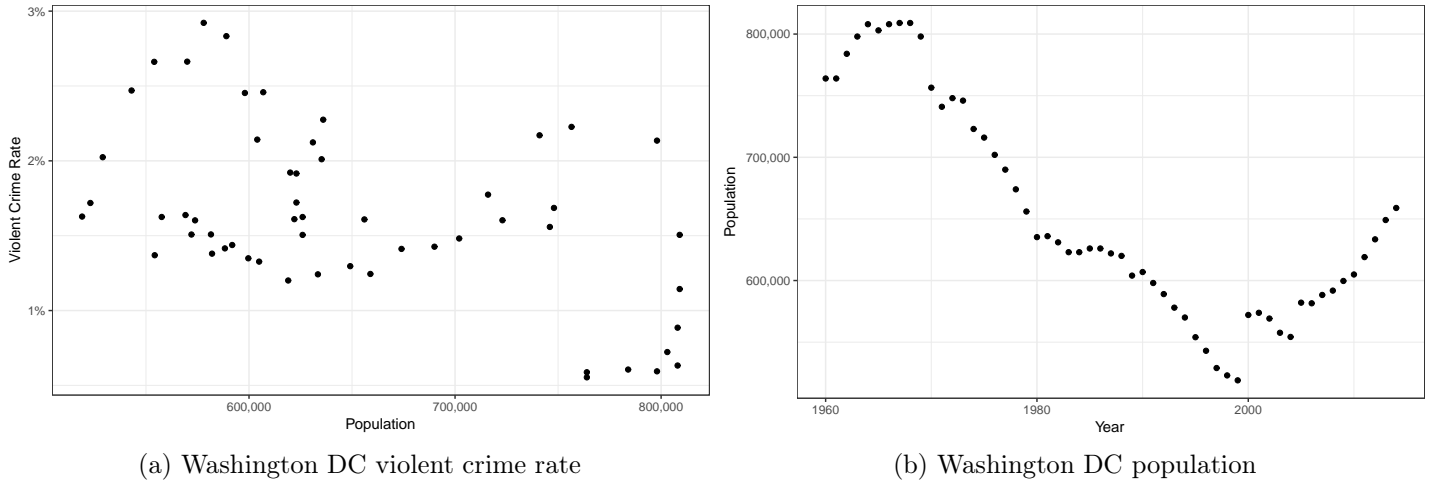 3%
2%
1%
600,000
700,000
800,000
Population
Violent Crime Rate
(a) Washington DC violent crime rate
800,000
700,000
600,000
1960
1980
2000
Year
Population
(b) Washington DC population